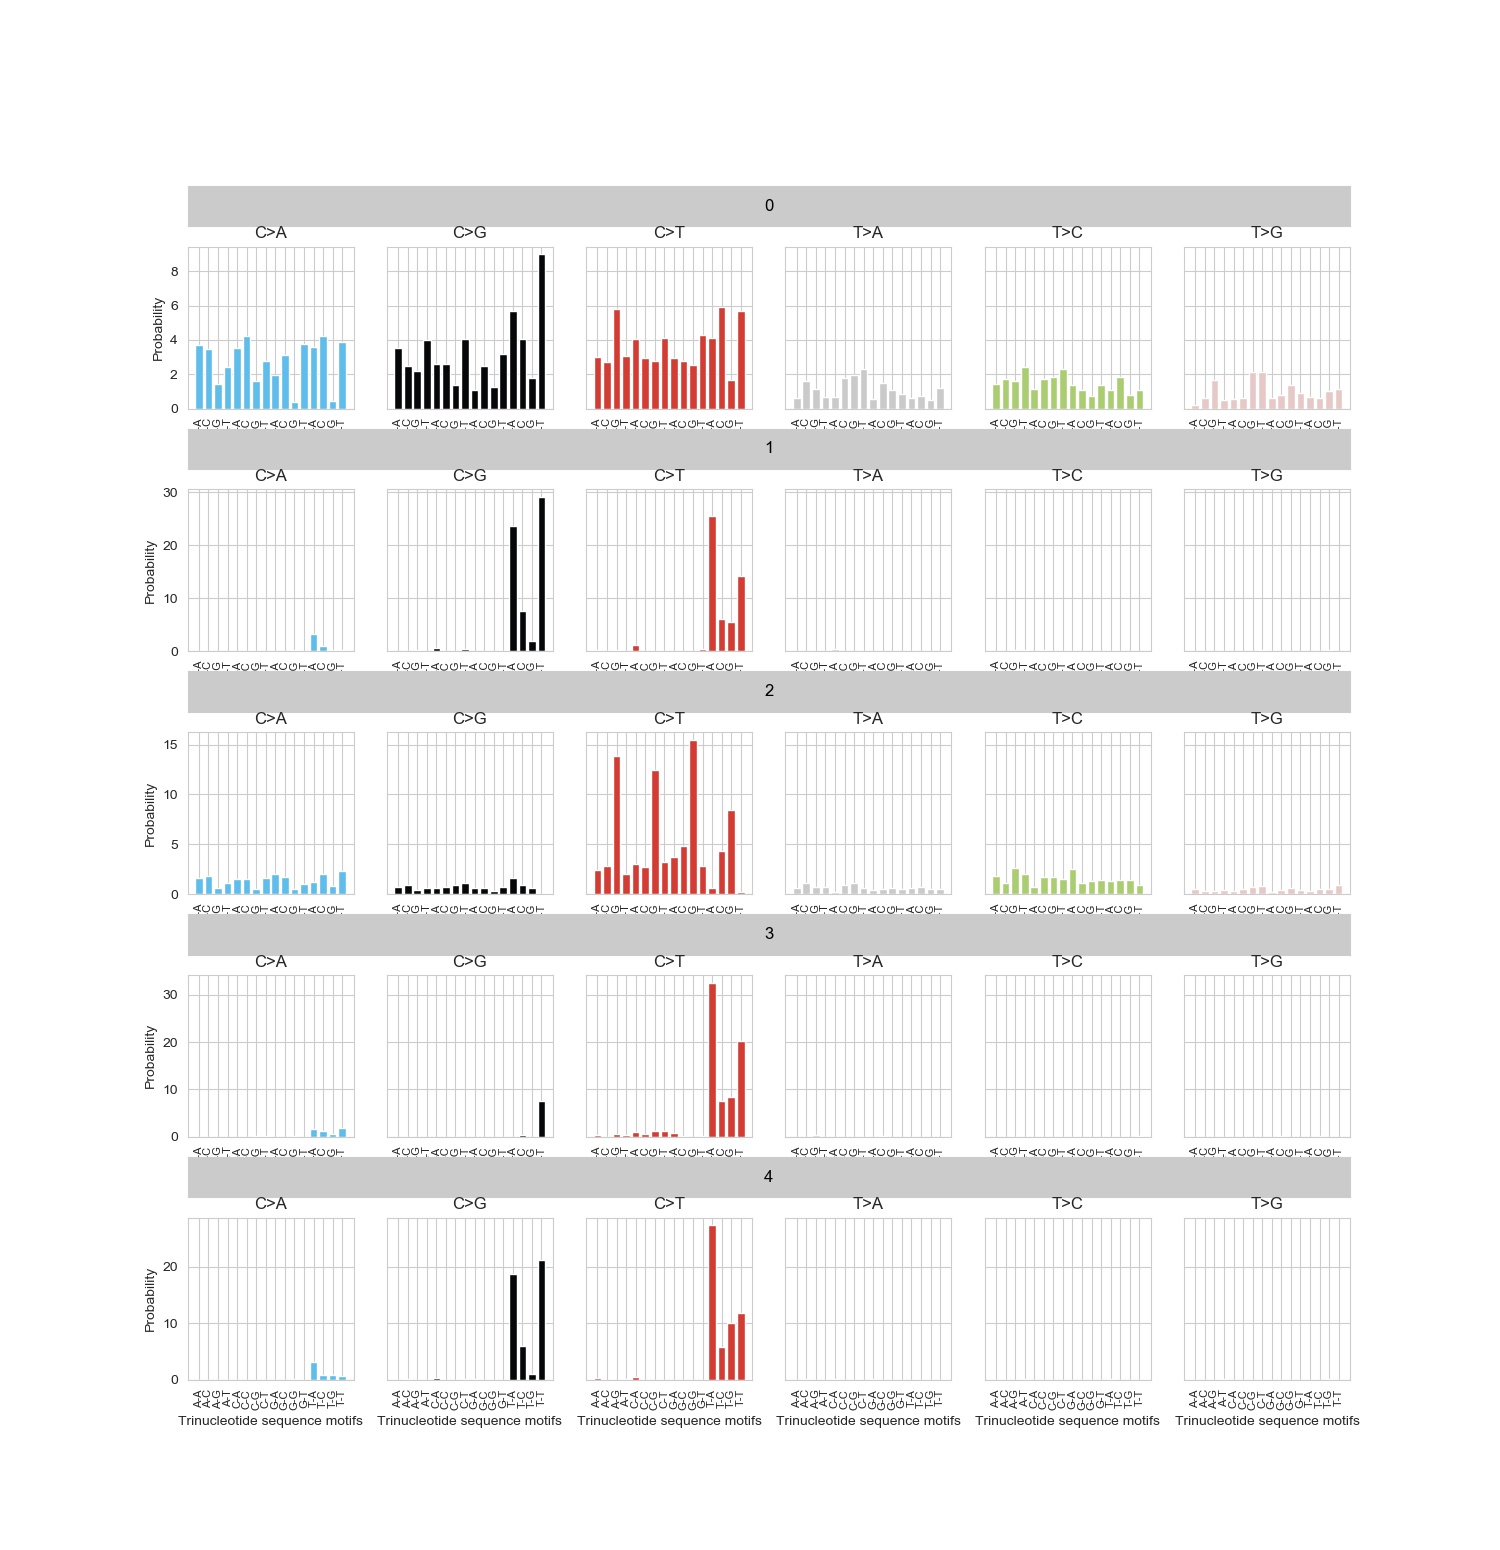 0
C>A C>G C>T T>A T>C T>G
Probability
8
6
4
2
0
1
C>A C>G C>T T>A T>C T>G
Probability
30
20
10
0
2
C>A C>G C>T T>A T>C T>G
Probability
15
10
5
0
3
C>A C>G C>T T>A T>C T>G
Probability
30
20
10
0
4
C>A C>G C>T T>A T>C T>G
Probability
20
10
0
A-A A-C A-G A-T C-A C-C C-G C-T G-A G-C G-G G-T T-A T-C T-G T-T
A-A A-C A-G A-T C-A C-C C-G C-T G-A G-C G-G G-T T-A T-C T-G T-T
A-A A-C A-G A-T C-A C-C C-G C-T G-A G-C G-G G-T T-A T-C T-G T-T
A-A A-C A-G A-T C-A C-C C-G C-T G-A G-C G-G G-T T-A T-C T-G T-T
A-A A-C A-G A-T C-A C-C C-G C-T G-A G-C G-G G-T T-A T-C T-G T-T
A-A A-C A-G A-T C-A C-C C-G C-T G-A G-C G-G G-T T-A T-C T-G T-T
Trinucleotide sequence motifs Trinucleotide sequence motifs Trinucleotide sequence motifs Trinucleotide sequence motifs Trinucleotide sequence motifs Trinucleotide sequence motifs